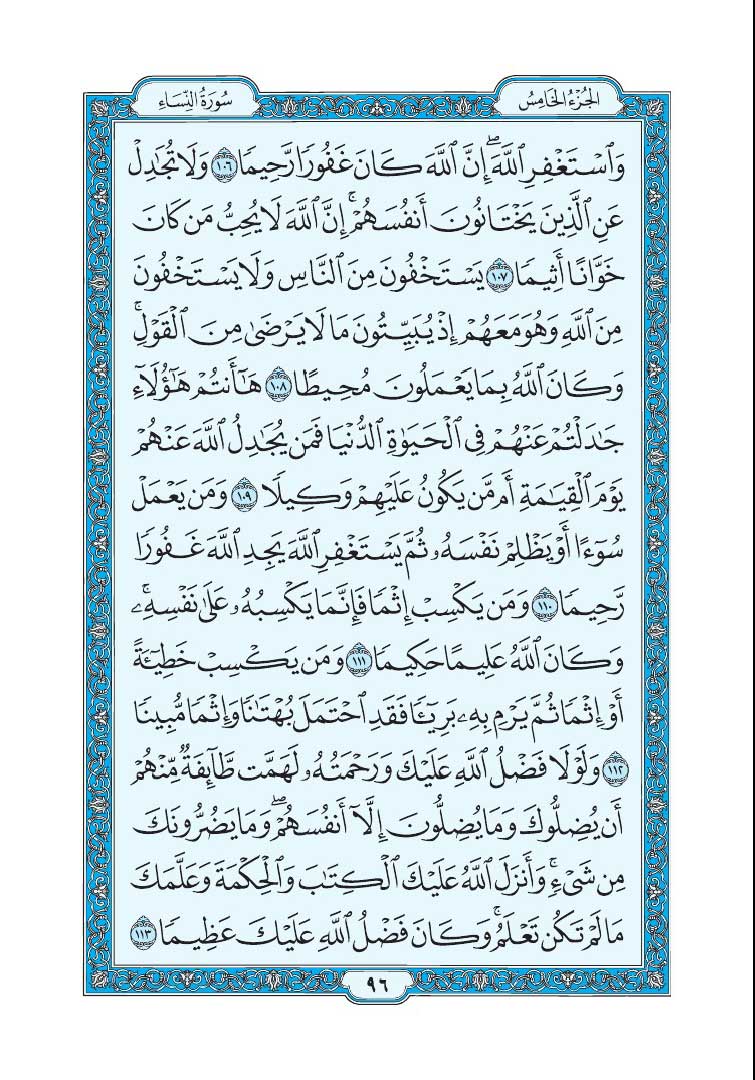 الجُزْءُ الخَامِسُ
سُورَةُ النِّسَاءِ
وَٱسْتَغْفِرِ ٱللَّهَۖ إِنَّ ٱللَّهَ كَانَ غَفُورًا رَّحِيمًا ١٠٦ وَلَا تُجَٰدِلْ
عَنِ ٱلَّذِينَ يَخْتَانُونَ أَنفُسَهُمْۚ إِنَّ ٱللَّهَ لَا يُحِبُّ مَن كَانَ
خَوَّانًا أَثِيمًا ١٠٧ يَسْتَخْفُونَ مِنَ ٱلنَّاسِ وَلَا يَسْتَخْفُونَ
مِنَ ٱللَّهِ وَهُوَ مَعَهُمْ إِذْ يُبَيِّتُونَ مَا لَا يَرْضَىٰ مِنَ ٱلْقَوْلِۚ
وَكَانَ ٱللَّهُ بِمَا يَعْمَلُونَ مُحِيطًا ١٠٨ هَٰٓأَنتُمْ هَٰٓؤُلَآءِ
جَٰدَلْتُمْ عَنْهُمْ فِي ٱلْحَيَوٰةِ ٱلدُّنْيَا فَمَن يُجَٰدِلُ ٱللَّهَ عَنْهُمْ
يَوْمَ ٱلْقِيَٰمَةِ أَم مَّن يَكُونُ عَلَيْهِمْ وَكِيلًا ١٠٩ وَمَن يَعْمَلْ
سُوٓءًا أَوْ يَظْلِمْ نَفْسَهُۥ ثُمَّ يَسْتَغْفِرِ ٱللَّهَ يَجِدِ ٱللَّهَ غَفُورًا
رَّحِيمًا ١١٠ وَمَن يَكْسِبْ إِثْمًا فَإِنَّمَا يَكْسِبُهُۥ عَلَىٰ نَفْسِهِۦۚ
وَكَانَ ٱللَّهُ عَلِيمًا حَكِيمًا ١١١ وَمَن يَكْسِبْ خَطِيٓـَٔةً
أَوْ إِثْمًا ثُمَّ يَرْمِ بِهِۦ بَرِيٓـًٔا فَقَدِ ٱحْتَمَلَ بُهْتَٰنًا وَإِثْمًا مُّبِينًا
١١٢ وَلَوْلَا فَضْلُ ٱللَّهِ عَلَيْكَ وَرَحْمَتُهُۥ لَهَمَّت طَّآئِفَةٌ مِّنْهُمْ
أَن يُضِلُّوكَ وَمَا يُضِلُّونَ إِلَّآ أَنفُسَهُمْۖ وَمَا يَضُرُّونَكَ
مِن شَيْءٍۚ وَأَنزَلَ ٱللَّهُ عَلَيْكَ ٱلْكِتَٰبَ وَٱلْحِكْمَةَ وَعَلَّمَكَ
مَا لَمْ تَكُن تَعْلَمُۚ وَكَانَ فَضْلُ ٱللَّهِ عَلَيْكَ عَظِيمًا ١١٣
٩٦